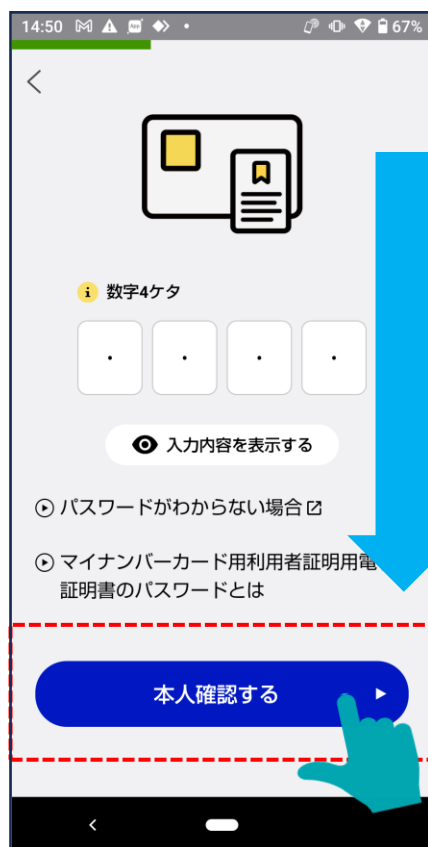 14:50
67%
数字4ケタ
入力内容を表示する
パスワードがわからない場合
マイナンバーカード用利用者証明用電
証明書のパスワードとは
本人確認する